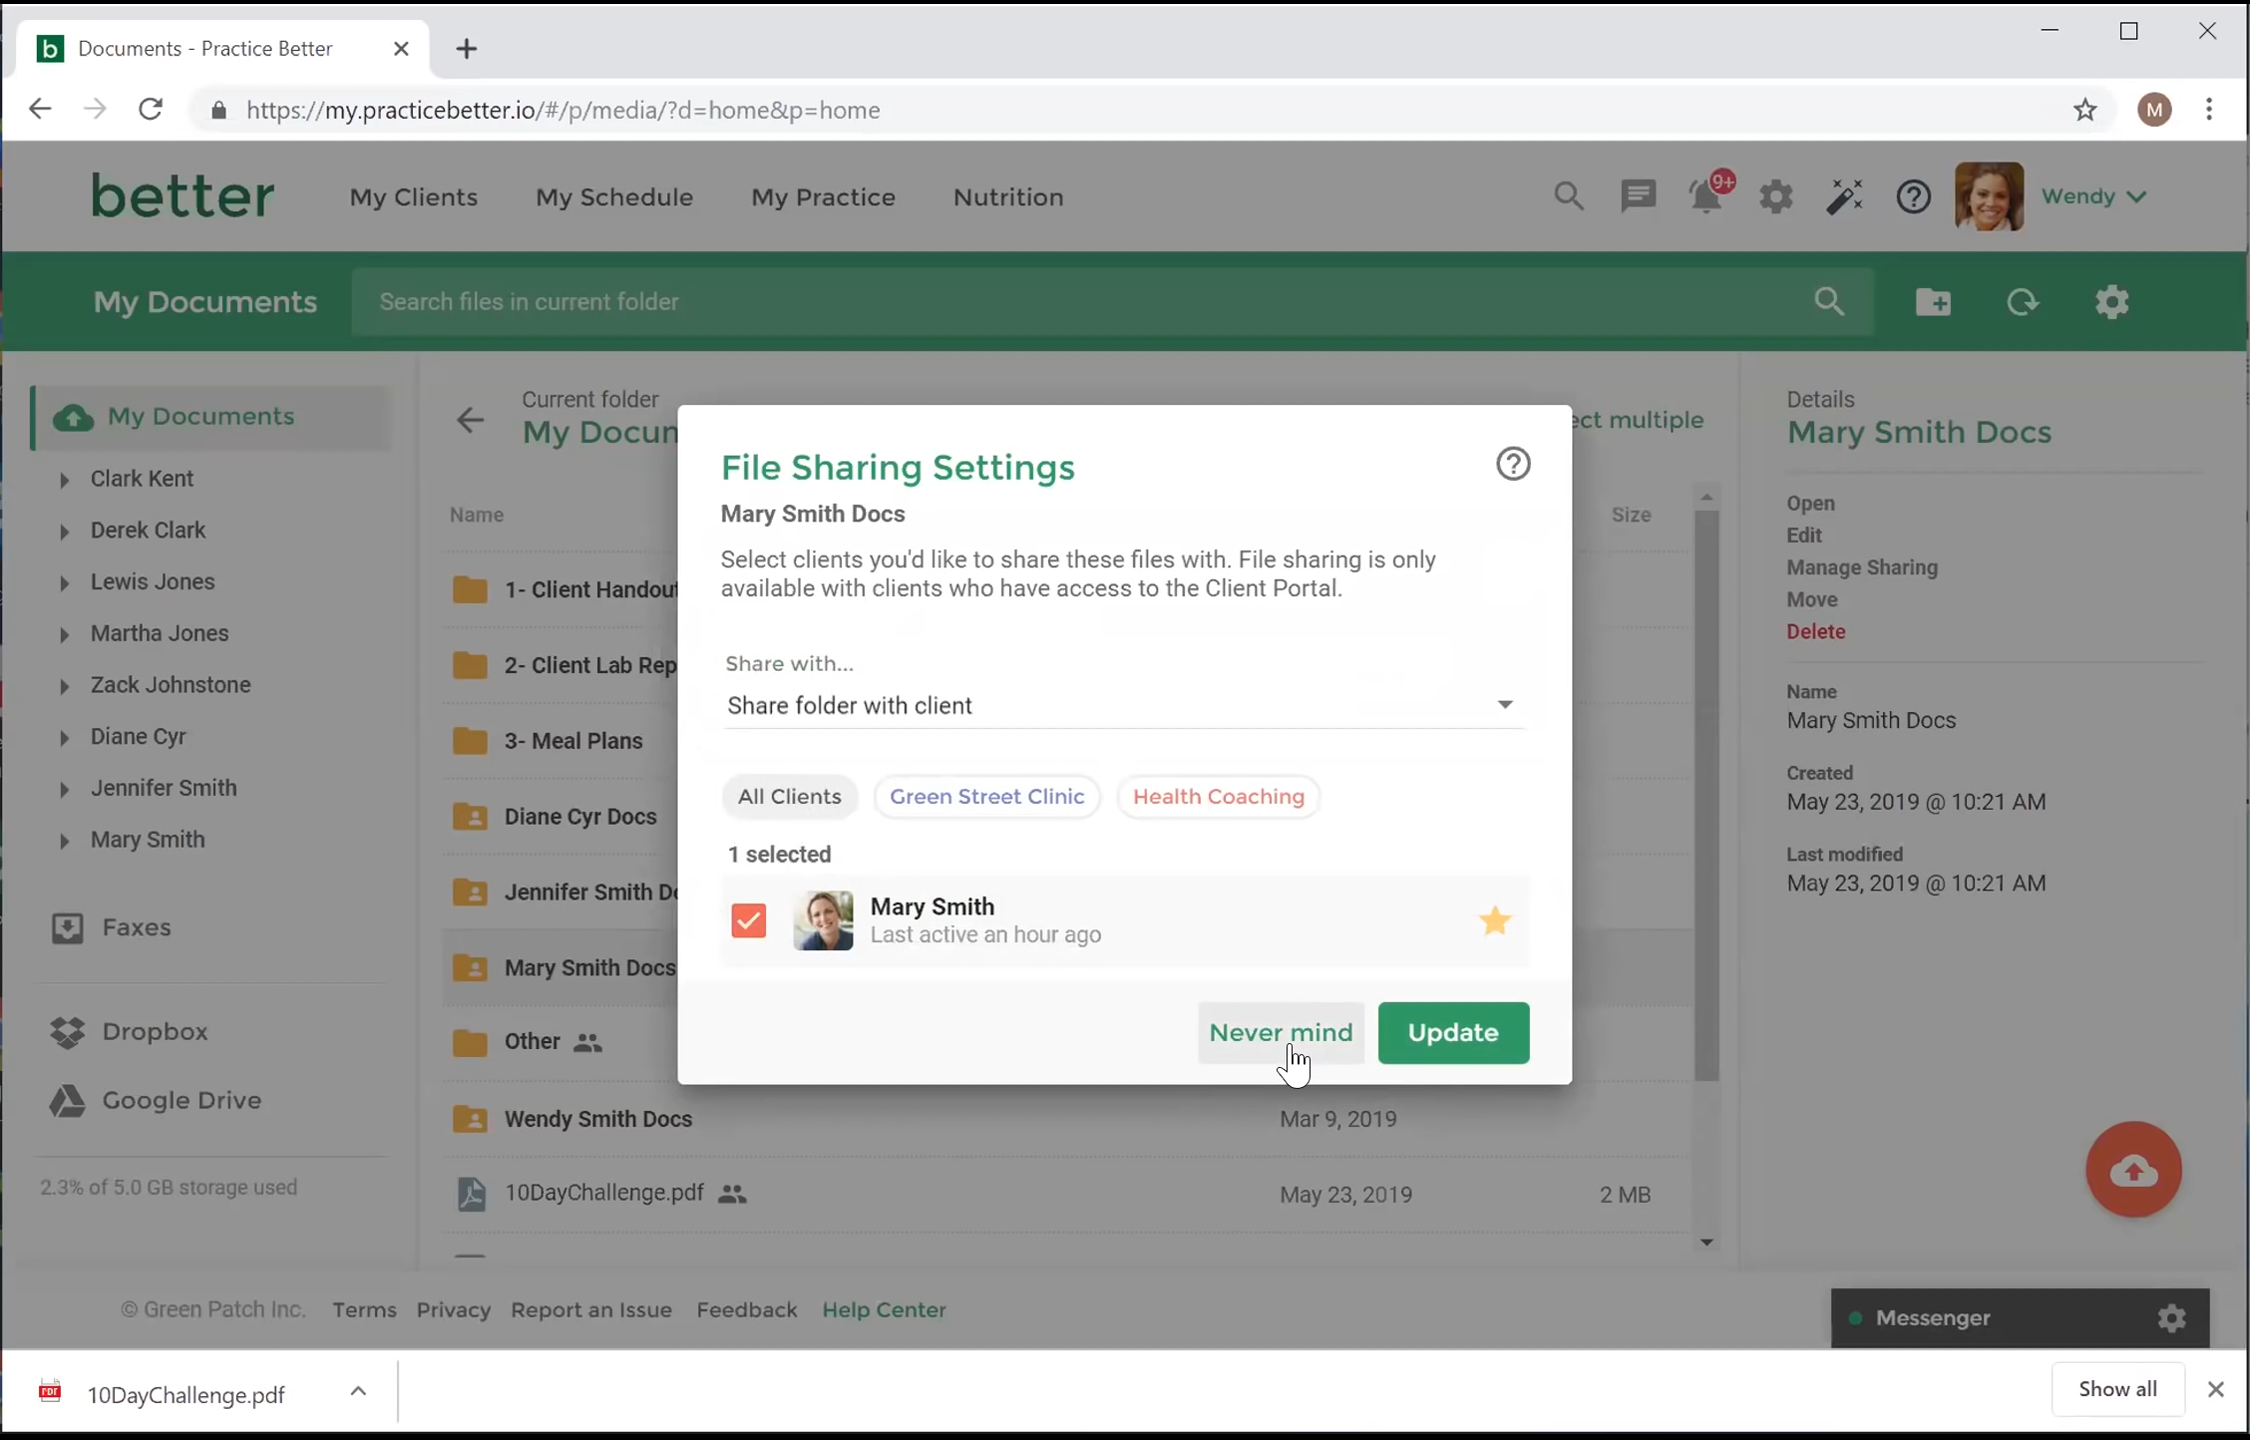 Documents - Practice Better
https://my.practicebetter.io/#/p/media/?d=home&p=home
M
better
My Clients
My Schedule
My Practice
Nutrition
9+
Wendy
My Documents
Search files in current folder
My Documents
Clark Kent
Derek Clark
Lewis Jones
Martha Jones
Zack Johnstone
Diane Cyr
Jennifer Smith
Mary Smith
Faxes
Dropbox
Google Drive
2.3% of 5.0 GB storage used
Current folder
My Docum
ect multiple
Name
Size
1- Client Handout
2- Client Lab Rep
3- Meal Plans
Diane Cyr Docs
Jennifer Smith Do
Mary Smith Docs
Other
Wendy Smith Docs
Mar 9, 2019
10DayChallenge.pdf
May 23, 2019
2 MB
File Sharing Settings
Mary Smith Docs
Select clients you'd like to share these files with. File sharing is only
available with clients who have access to the Client Portal.
Share with...
Share folder with client
All Clients
Green Street Clinic
Health Coaching
1 selected
Mary Smith
Last active an hour ago
Never mind
Update
Details
Mary Smith Docs
Open
Edit
Manage Sharing
Move
Delete
Name
Mary Smith Docs
Created
May 23, 2019 @ 10:21 AM
Last modified
May 23, 2019 @ 10:21 AM
© Green Patch Inc.
Terms
Privacy
Report an Issue
Feedback
Help Center
Messenger
PDF
10DayChallenge.pdf
Show all